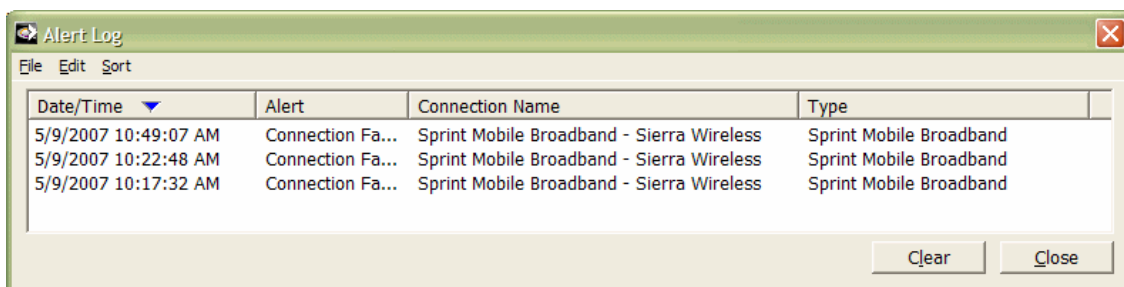 Alert Log
File Edit Sort
Date/Time Alert Connection Name Type
5/9/2007 10:49:07 AM Connection Fa... Sprint Mobile Broadband - Sierra Wireless Sprint Mobile Broadband
5/9/2007 10:22:48 AM Connection Fa... Sprint Mobile Broadband - Sierra Wireless Sprint Mobile Broadband
5/9/2007 10:17:32 AM Connection Fa... Sprint Mobile Broadband - Sierra Wireless Sprint Mobile Broadband
Clear Close